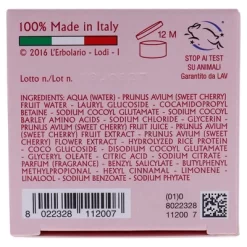 100% Made in Italy
© 2016 L'Erbolario - Lodi - I
Lotto n./Lot n.
12 M
STOP AI TEST
SU ANIMALI
Garantito da LAV
INGREDIENTS: AQUA (WATER) - PRUNUS AVIUM (SWEET CHERRY)
FRUIT WATER - LAURYL GLUCOSIDE - COCAMIDOPROPYL
BETAINE - SODIUM COCOYL GLUTAMATE - SODIUM COCOYL
BARLEY AMINO ACIDS - SODIUM CHLORIDE - GLYCERIN -
PRUNUS AVIUM (SWEET CHERRY) FRUIT JUICE - PRUNUS AVIUM
(SWEET CHERRY) FRUIT EXTRACT - PRUNUS AVIUM (SWEET
CHERRY) FLOWER EXTRACT - HYDROLYZED RICE PROTEIN
- COCO-GLUCOSIDE - DISODIUM COCOYL GLUTAMATE
- GLYCERYL OLEATE - CITRIC ACID - SODIUM CITRATE
- PARFUM (FRAGRANCE) - BENZYL SALICYLATE - BUTYLPHENYL
METHYLPROPIONAL - HEXYL CINNAMAL - LIMONENE
- SODIUM BENZOATE - SODIUM PHYTATE
(01)0
8022328
11200 7
8 022328 112007